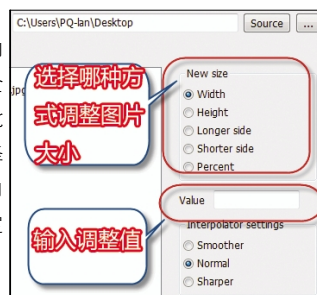 C:\Users\PQ-lan\Desktop
Source
...
.jpg
选择哪种方
式调整图片
大小
New size
Width
Height
Longer side
Shorter side
Percent
Value
输入调整值
Interpolator settings
Smoother
Normal
Sharper